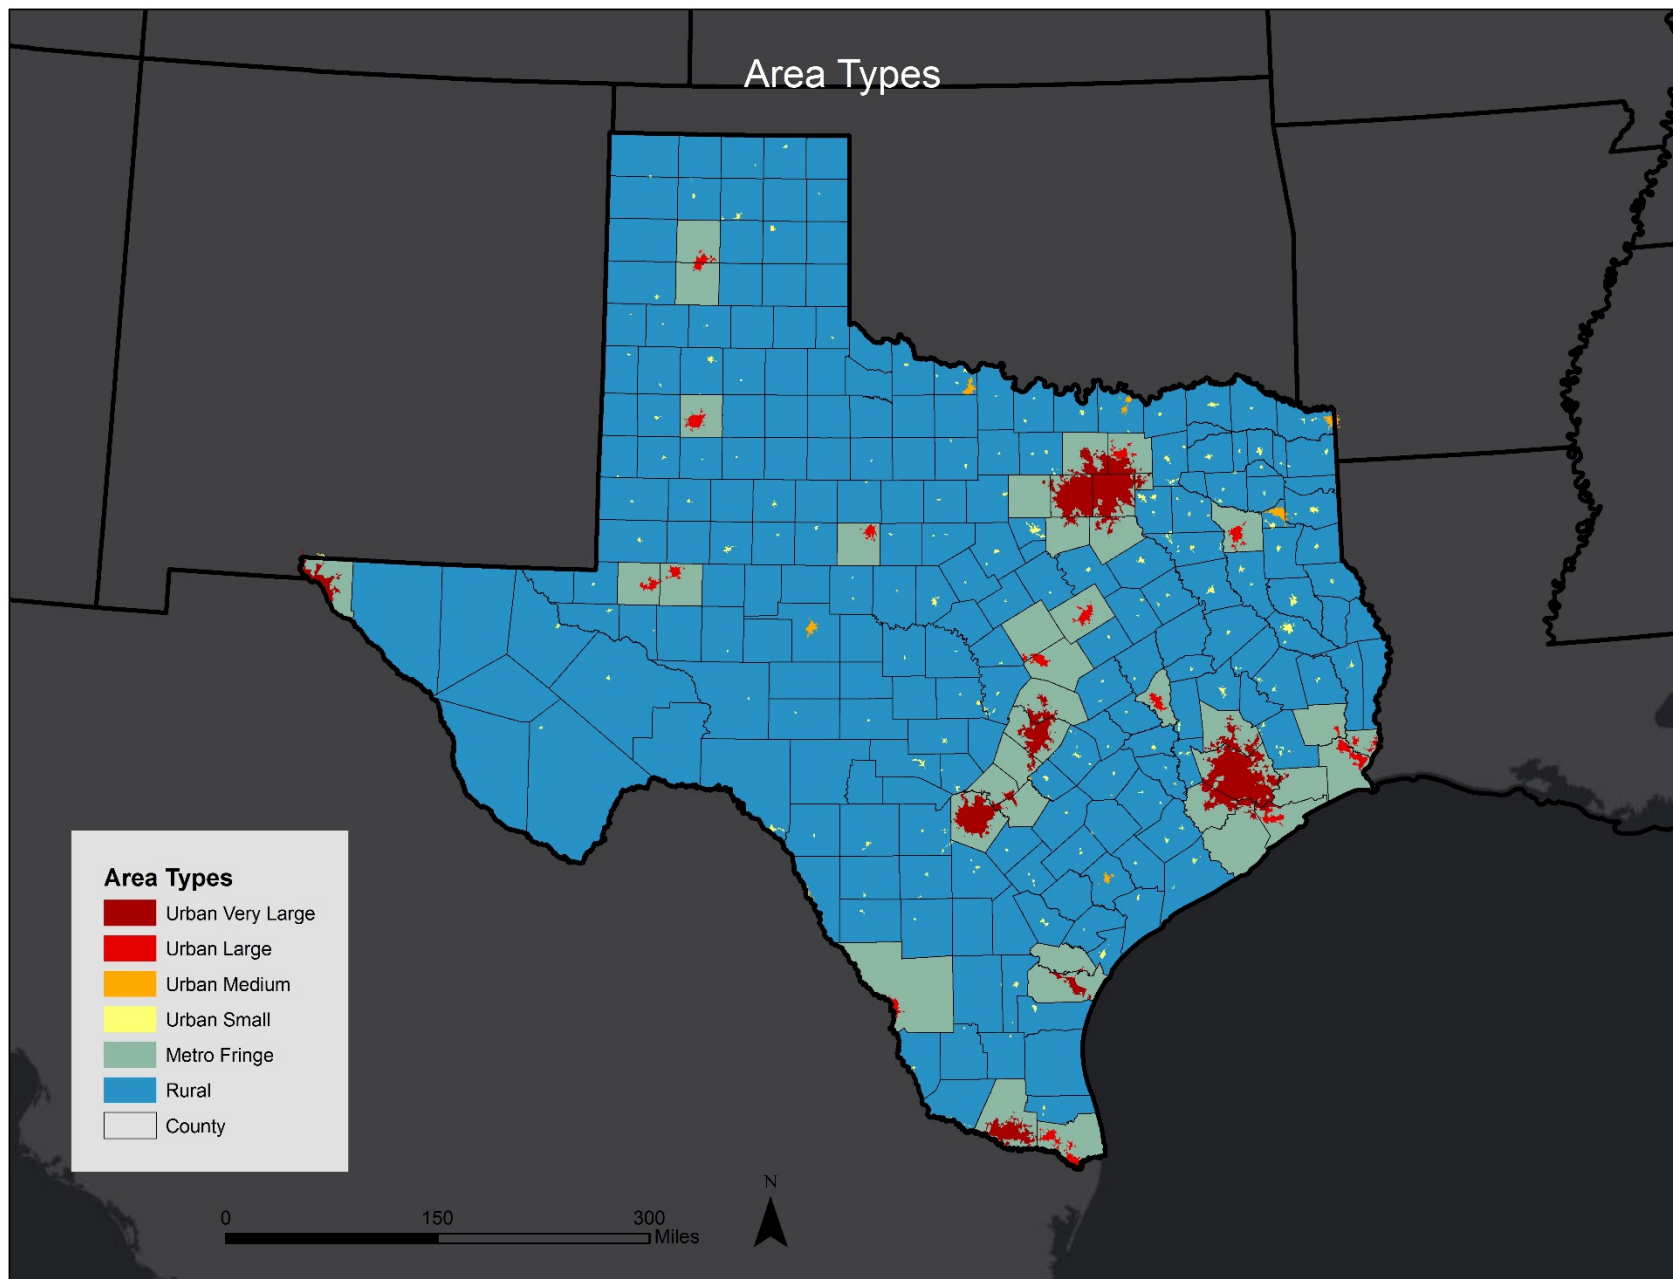 Area Types
Area Types
Urban Very Large
Urban Large
Urban Medium
Urban Small
Metro Fringe
Rural
County
0 150 300
Miles
N